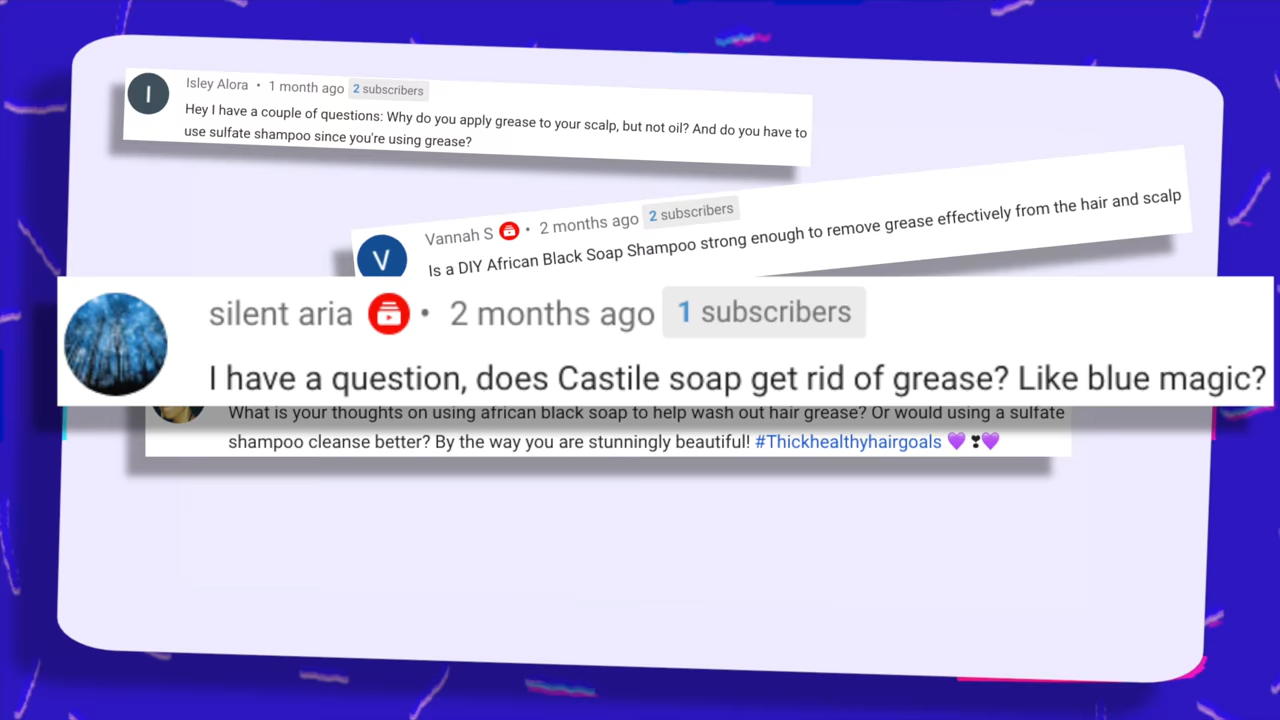 I
Isley Alora • 1 month ago 2 subscribers
Hey I have a couple of questions: Why do you apply grease to your scalp, but not oil? And do you have to
use sulfate shampoo since you're using grease?
V
Vannah S • 2 months ago 2 subscribers
Is a DIY African Black Soap Shampoo strong enough to remove grease effectively from the hair and scalp
silent aria • 2 months ago 1 subscribers
I have a question, does Castile soap get rid of grease? Like blue magic?
What is your thoughts on using african black soap to help wash out hair grease? Or would using a sulfate
shampoo cleanse better? By the way you are stunningly beautiful! #Thickhealthyhairgoals 💜❣💜